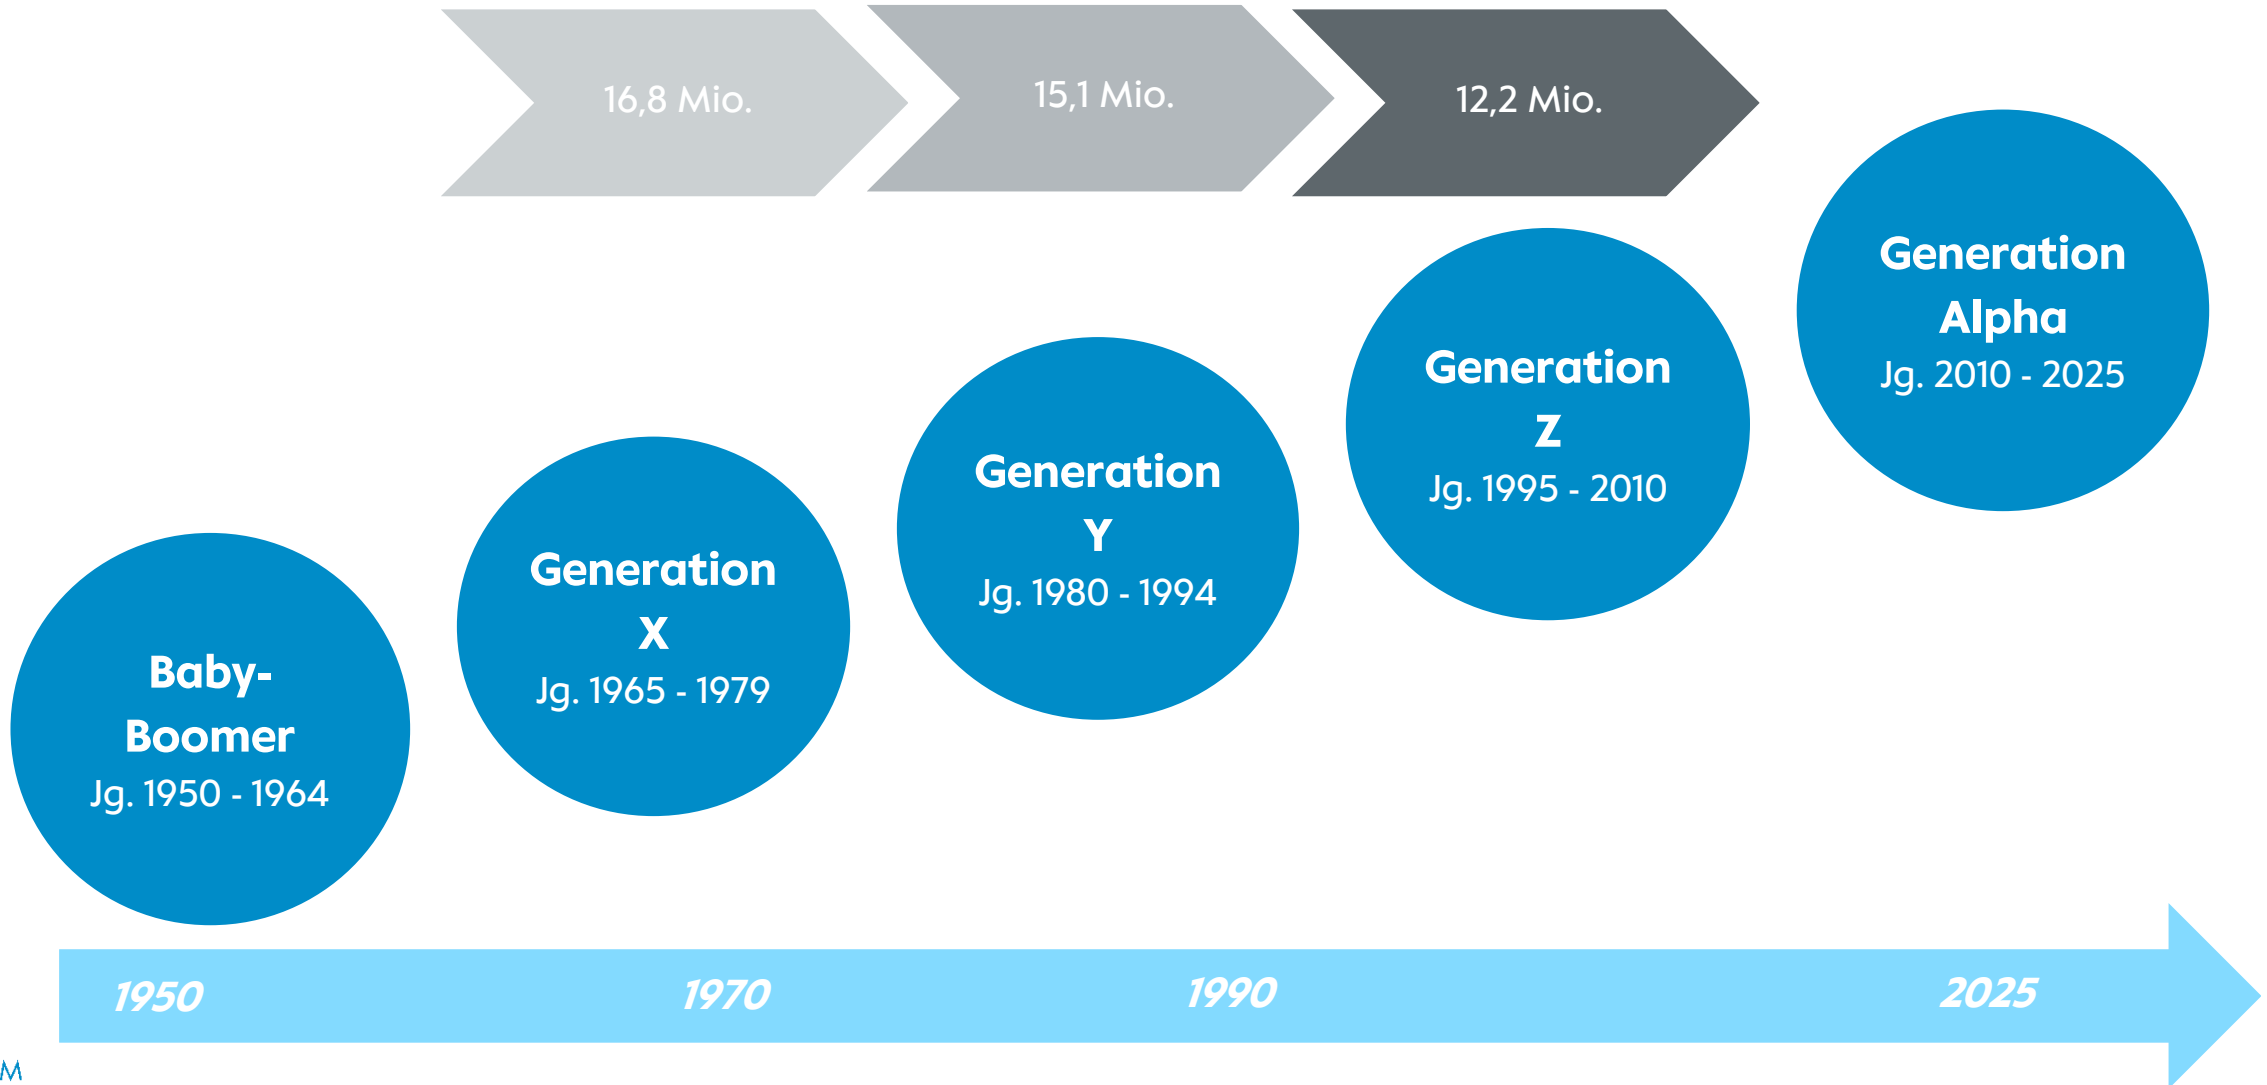 16,8 Mio.
15,1 Mio.
12,2 Mio.
Baby-
Boomer
Jg. 1950 - 1964
Generation
X
Jg. 1965 - 1979
Generation
Y
Jg. 1980 - 1994
Generation
Z
Jg. 1995 - 2010
Generation
Alpha
Jg. 2010 - 2025
1950
1970
1990
2025
M